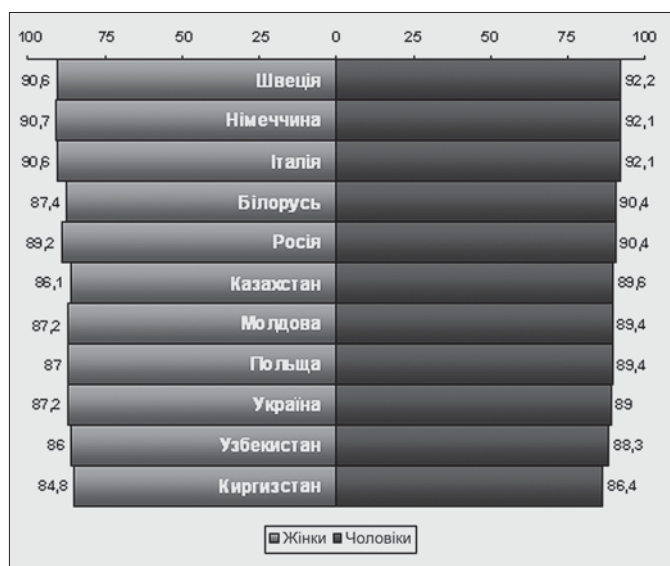 100 75 50 25 0 25 50 75 100
90,6 Швеція 92,2
90,7 Німеччина 92,1
90,6 Італія 92,1
87,4 Білорусь 90,4
89,2 Росія 90,4
86,1 Казахстан 89,6
87,2 Молдова 89,4
87 Польща 89,4
87,2 Україна 89
86 Узбекистан 88,3
84,8 Киргизстан 86,4
Жінки Чоловіки